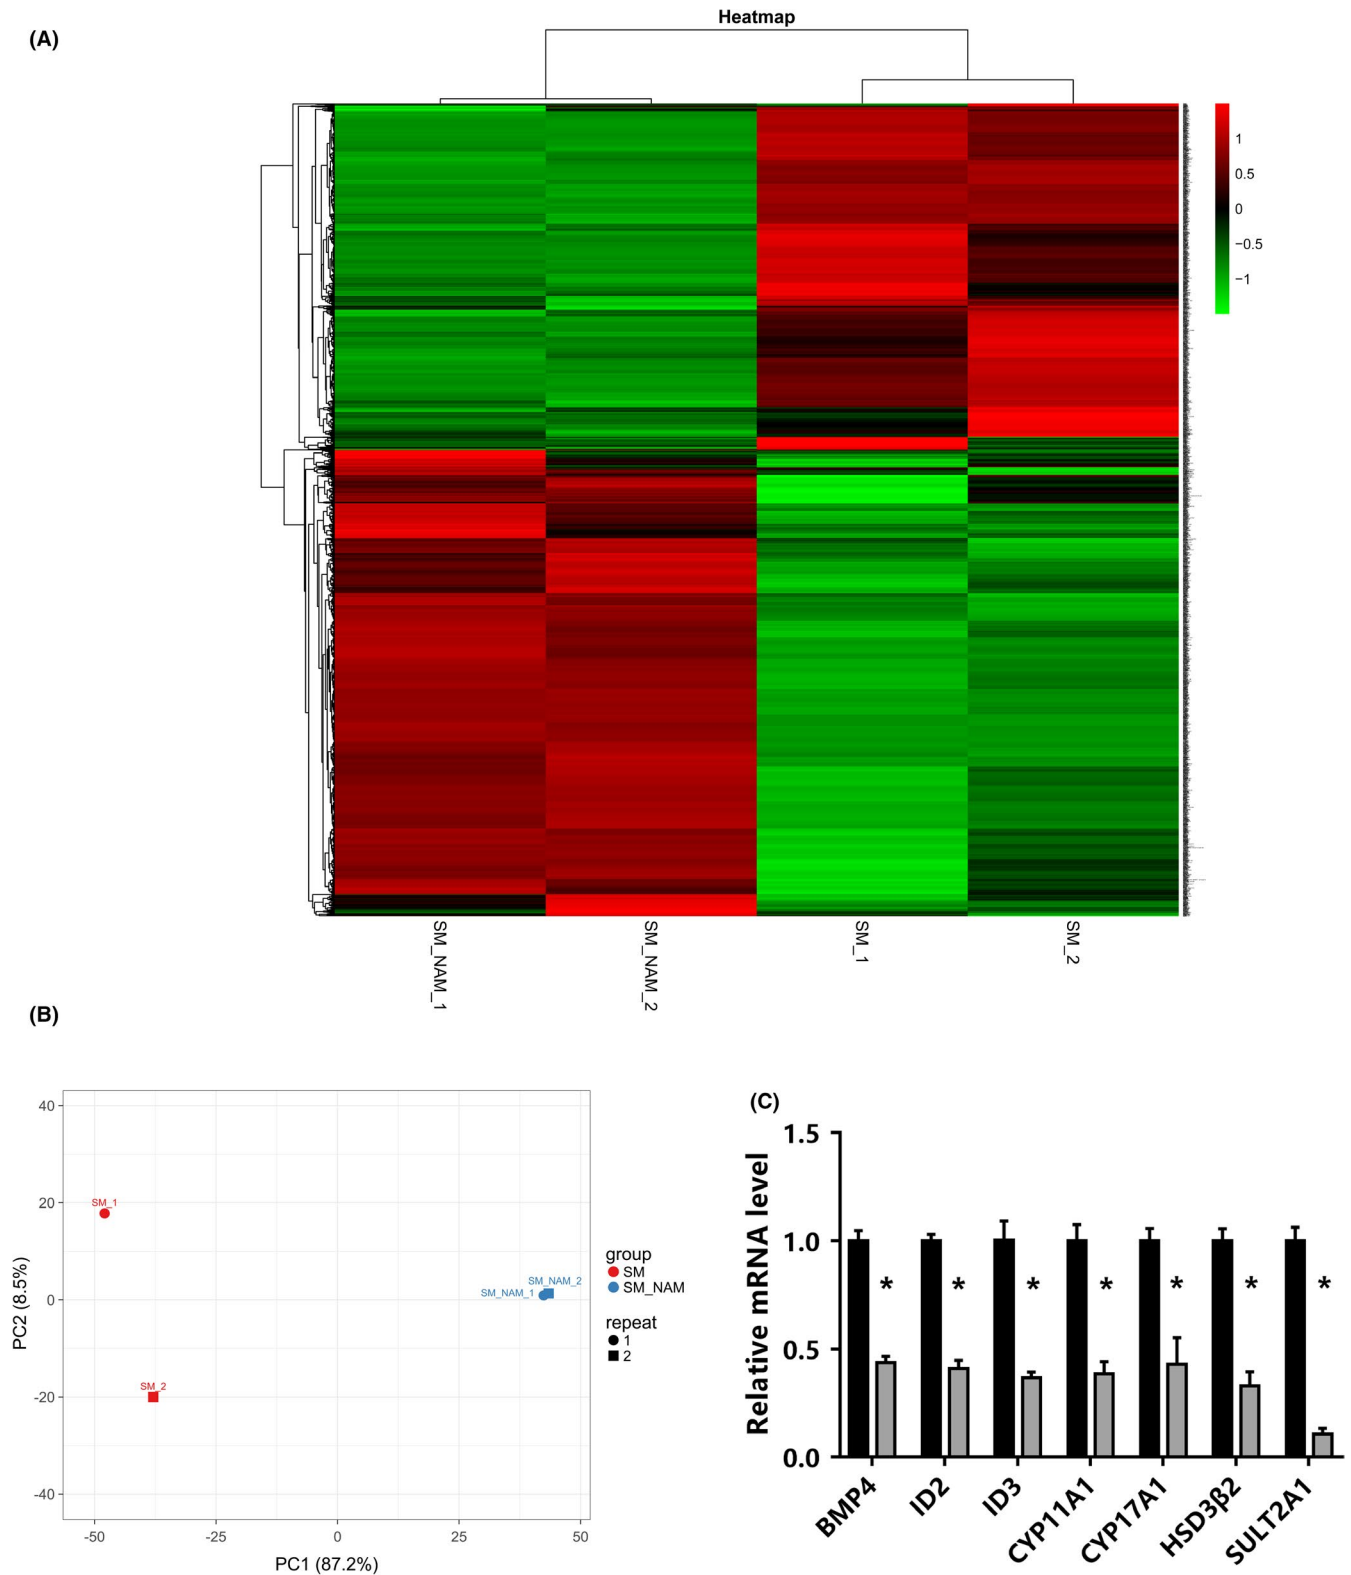 Heatmap
(A)
1
0.5
0
−0.5
−1
SM_NAM_1
SM_NAM_2
SM_1
SM_2
(B)
40
20
0
-20
-40
PC2 (8.5%)
SM_1
SM_2
SM_NAM_1
SM_NAM_2
-50
-25
0
25
50
PC1 (87.2%)
group
SM
SM_NAM
repeat
1
2
(C)
1.5
1.0
0.5
0.0
Relative mRNA level
* * * * * * *
BMP4
ID2
ID3
CYP11A1
CYP17A1
HSD3β2
SULT2A1